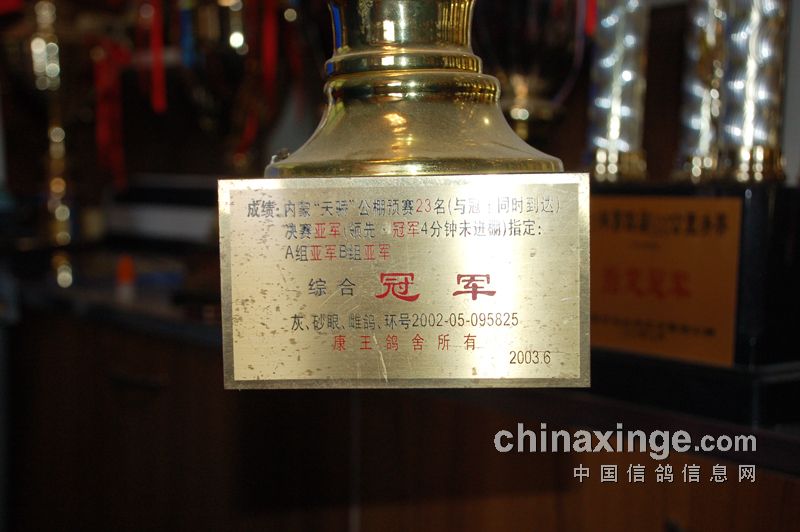 成绩:内蒙“天骄”公棚预赛23名(与冠军同时到达)
决赛亚军(领先 冠军4分钟未进棚)指定:
A组亚军B组亚军
综合 冠军
灰、砂眼、雌鸽、环号2002-05-095825
康王鸽舍所有
2003.6
chinaxinge.com
中国信鸽信息网